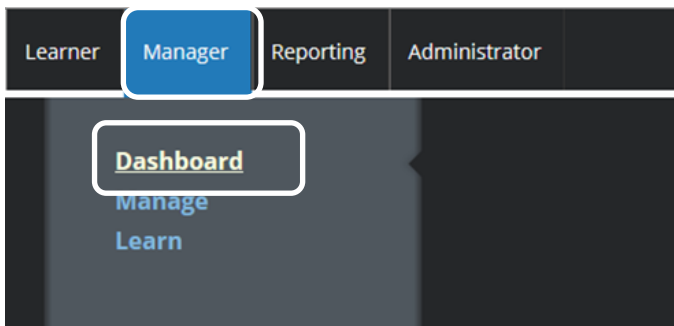 Learner Manager Reporting Administrator
Dashboard
Manage
Learn